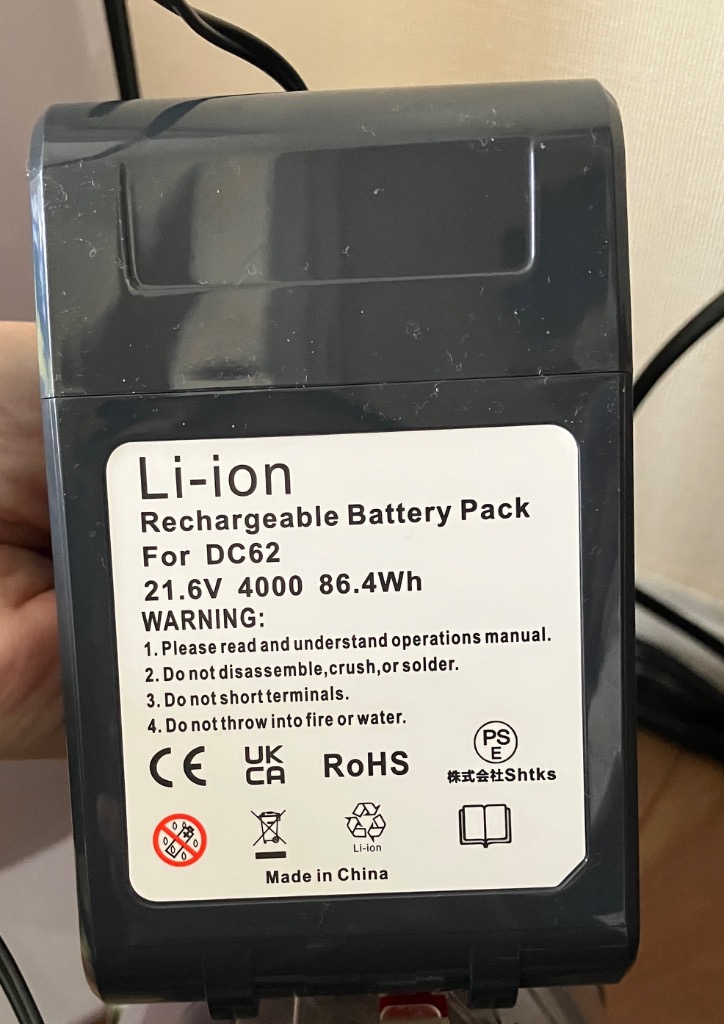 Li-ion
Rechargeable Battery Pack
For DC62
21.6V 4000 86.4Wh
WARNING:
1. Please read and understand operations manual.
2. Do not disassemble,crush,or solder.
3. Do not short terminals.
4. Do not throw into fire or water.
CE UK CA RoHS PS E
株式会社Shtks
Li-ion
Made in China